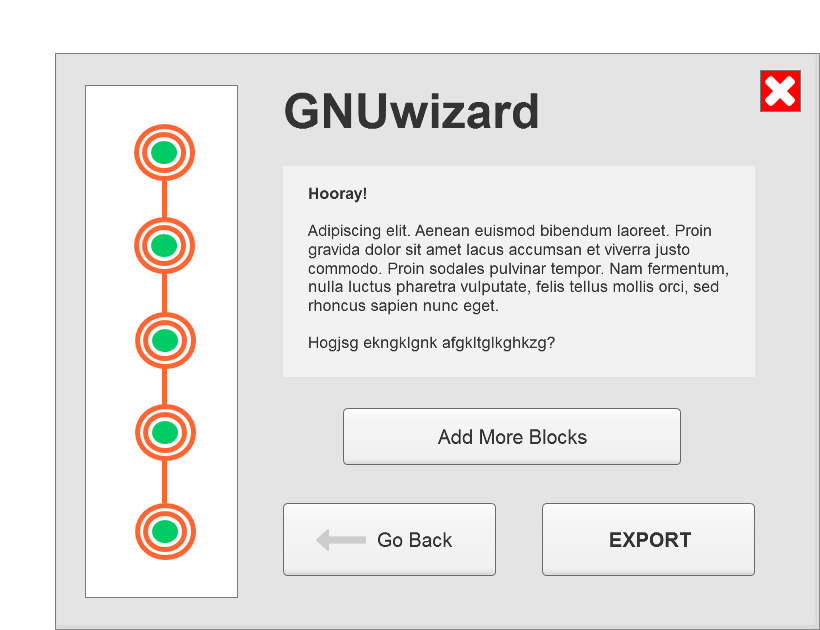 GNUwizard
Hooray!
Adipiscing elit. Aenean euismod bibendum laoreet. Proin
gravida dolor sit amet lacus accumsan et viverra justo
commodo. Proin sodales pulvinar tempor. Nam fermentum,
nulla luctus pharetra vulputate, felis tellus mollis orci, sed
rhoncus sapien nunc eget.
Hogjsg ekngklgnk afgkltglkghkzg?
Add More Blocks
Go Back
EXPORT